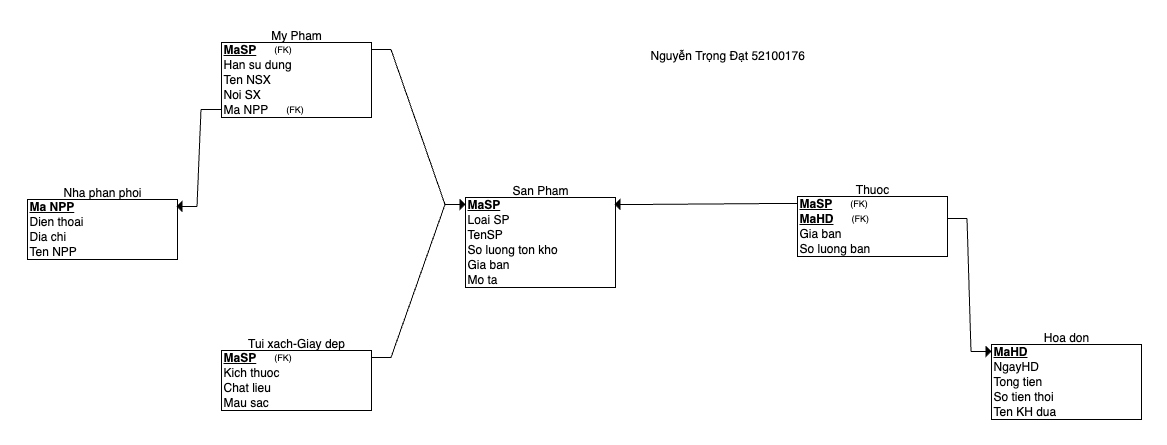 My Pham
MaSP (FK)
Han su dung
Ten NSX
Noi SX
Ma NPP (FK)
Nguyễn Trọng Đạt 52100176
Nha phan phoi
Ma NPP
Dien thoai
Dia chi
Ten NPP
San Pham
MaSP
Loai SP
TenSP
So luong ton kho
Gia ban
Mo ta
Thuoc
MaSP (FK)
MaHD (FK)
Gia ban
So luong ban
Tui xach-Giay dep
MaSP (FK)
Kich thuoc
Chat lieu
Mau sac
Hoa don
MaHD
NgayHD
Tong tien
So tien thoi
Ten KH dua